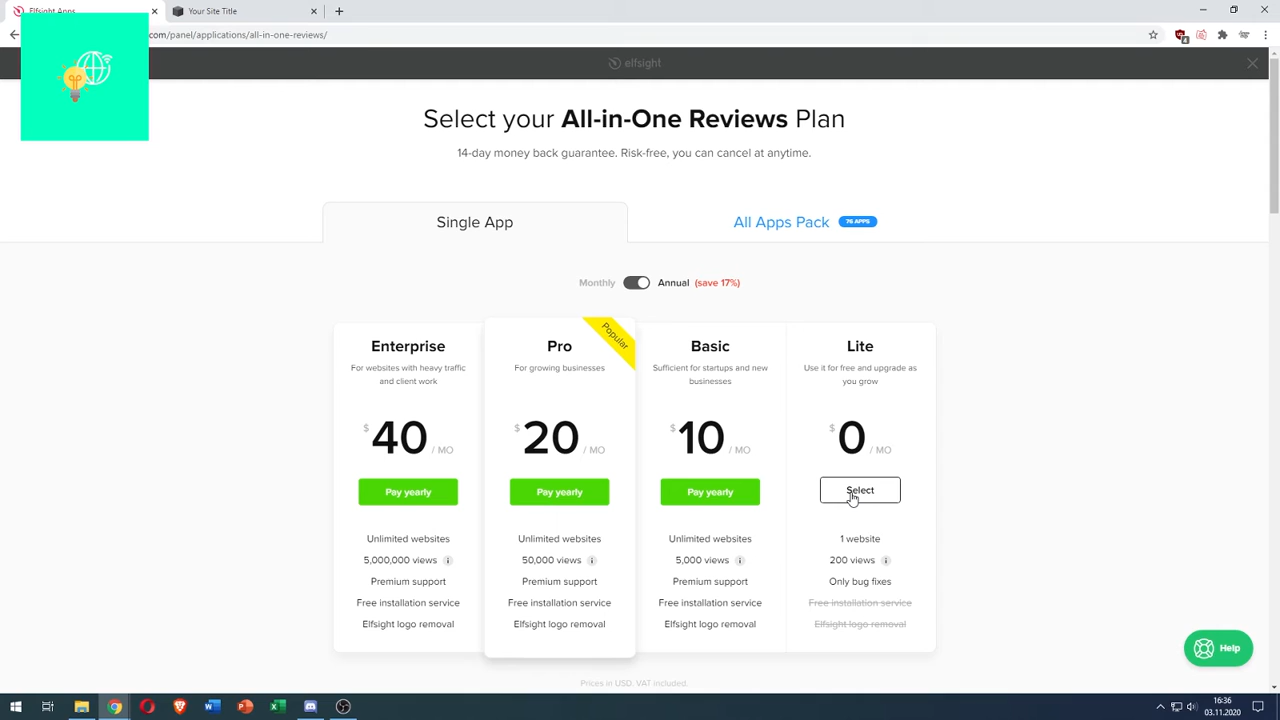 Elfsight Apps
Your Site Title
.com/panel/applications/all-in-one-reviews/
elfsight
Select your All-in-One Reviews Plan
14-day money back guarantee. Risk-free, you can cancel at anytime.
Single App
All Apps Pack 76 APPS
Monthly Annual (save 17%)
Enterprise
For websites with heavy traffic
and client work
$ 40 / MO
Pay yearly
Unlimited websites
5,000,000 views
Premium support
Free installation service
Elfsight logo removal
Popular
Pro
For growing businesses
$ 20 / MO
Pay yearly
Unlimited websites
50,000 views
Premium support
Free installation service
Elfsight logo removal
Basic
Sufficient for startups and new
businesses
$ 10 / MO
Pay yearly
Unlimited websites
5,000 views
Premium support
Free installation service
Elfsight logo removal
Lite
Use it for free and upgrade as
you grow
$ 0 / MO
Select
1 website
200 views
Only bug fixes
Free installation service
Elfsight logo removal
Prices in USD. VAT included.
Help
16:36
03.11.2020